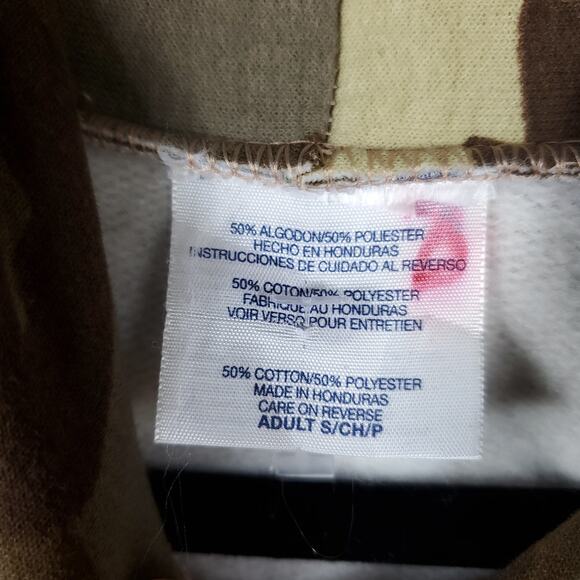 50% ALGODON/50% POLIESTER
HECHO EN HONDURAS
INSTRUCCIONES DE CUIDADO AL REVERSO
50% COTON/50% POLYESTER
FABRIQUE AU HONDURAS
VOIR VERSO POUR ENTRETIEN
50% COTTON/50% POLYESTER
MADE IN HONDURAS
CARE ON REVERSE
ADULT S/CH/P